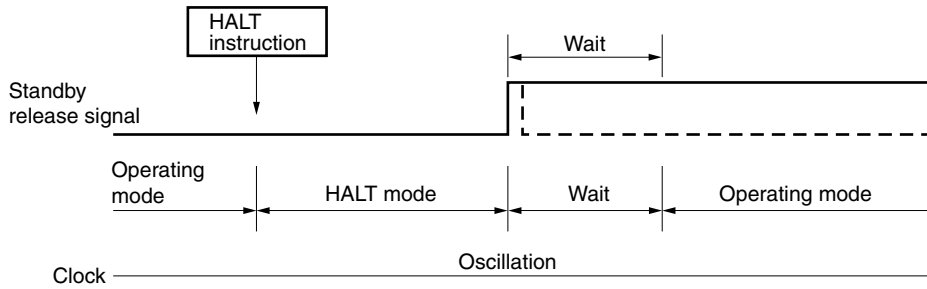 HALT
instruction
Wait
Standby
release signal
Operating
mode
HALT mode
Wait
Operating mode
Oscillation
Clock